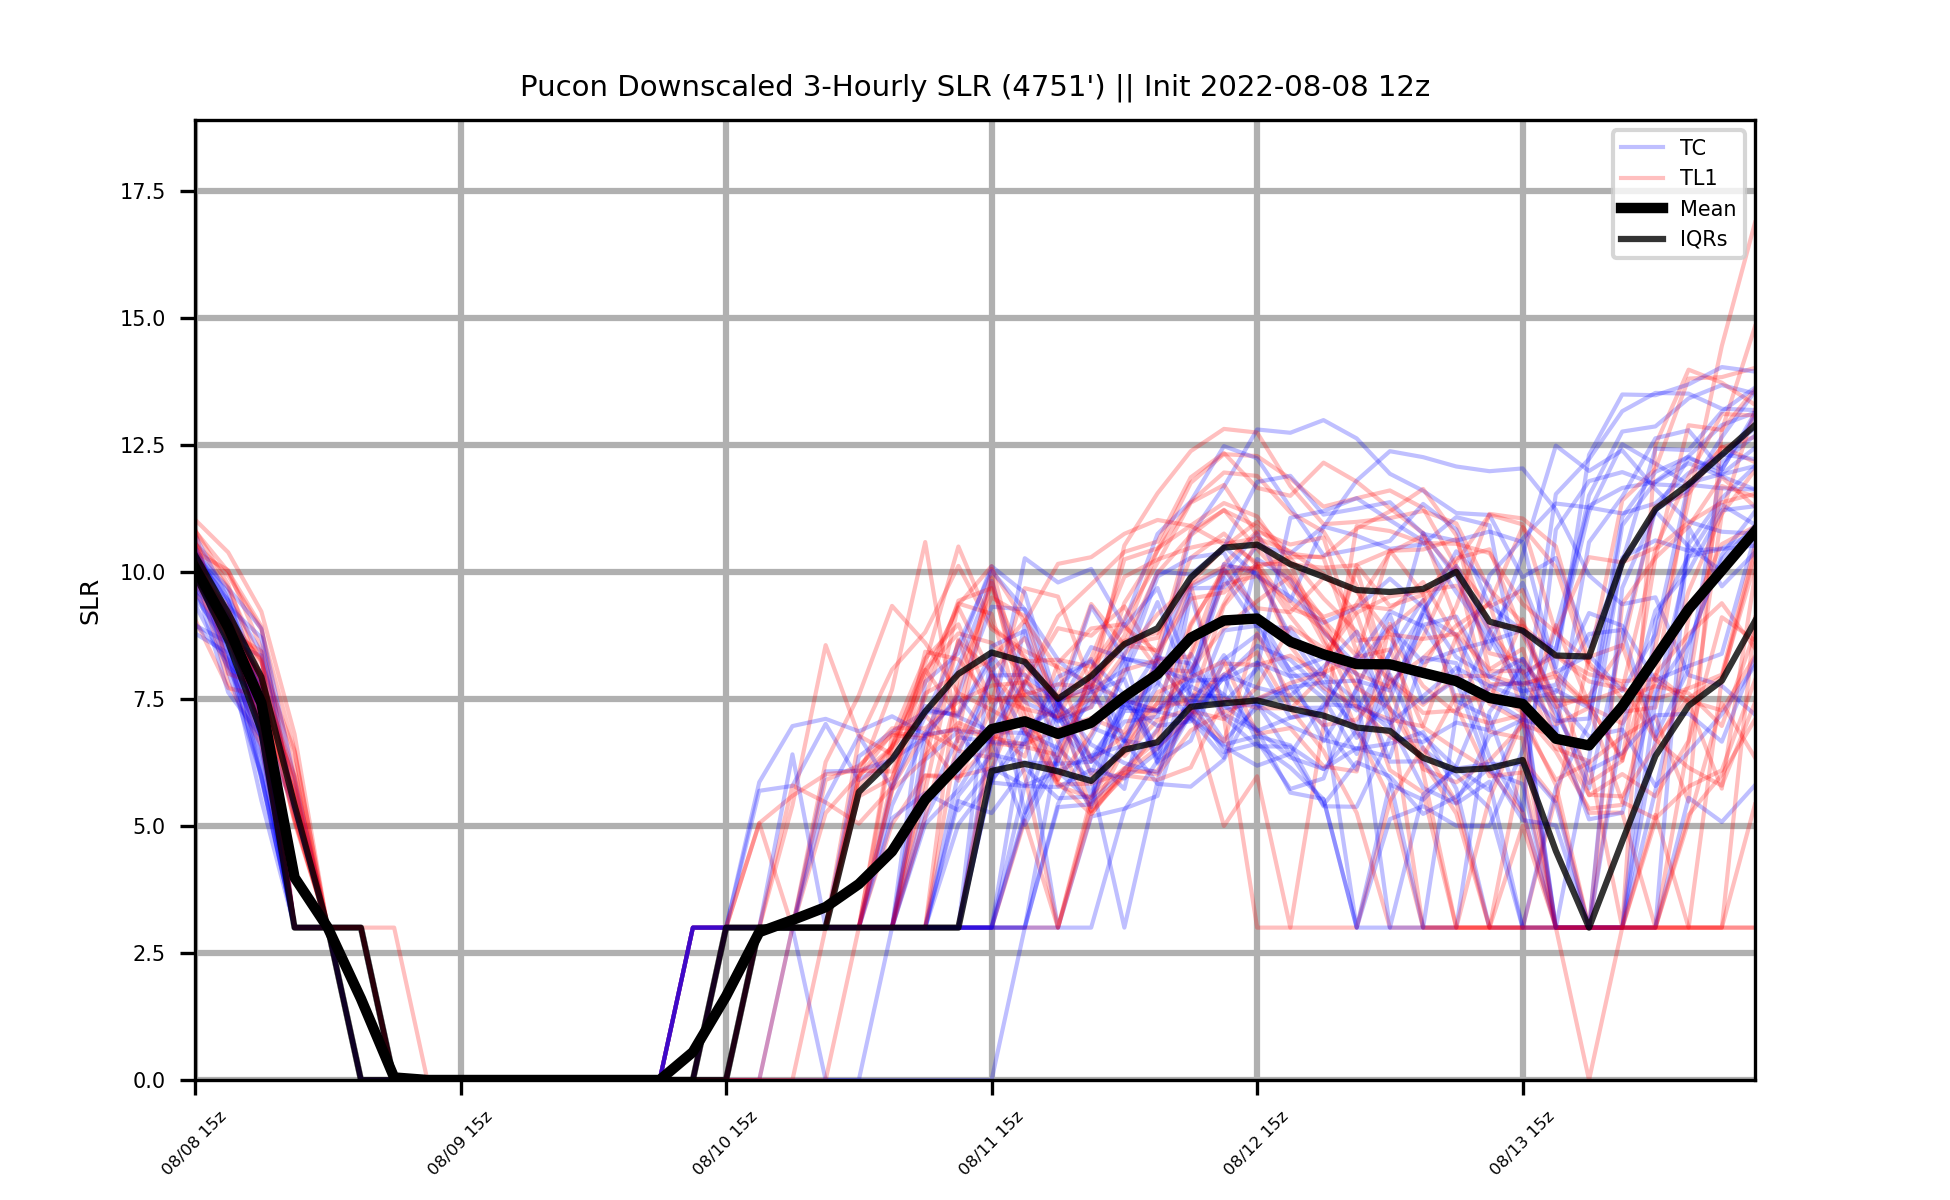 Pucon Downscaled 3-Hourly SLR (4751') || Init 2022-08-08 12z
TC
TL1
Mean
IQRs
SLR
17.5
15.0
12.5
10.0
7.5
5.0
2.5
0.0
08/08 15z
08/09 15z
08/10 15z
08/11 15z
08/12 15z
08/13 15z